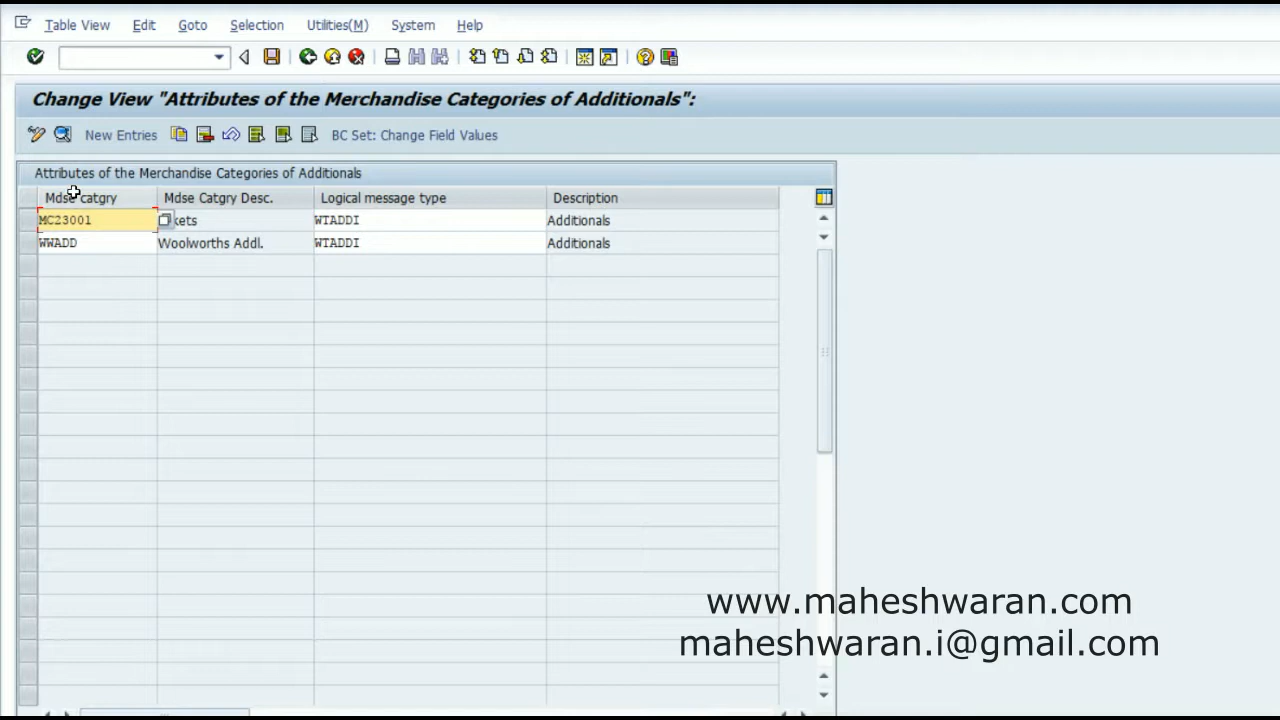 Table View Edit Goto Selection Utilities(M) System Help
Change View "Attributes of the Merchandise Categories of Additionals":
New Entries BC Set: Change Field Values
Attributes of the Merchandise Categories of Additionals
Mdse catgry Mdse Catgry Desc. Logical message type Description
MC23001 kets WTADDI Additionals
WWADD Woolworths Addl. WTADDI Additionals
www.maheshwaran.com
maheshwaran.i@gmail.com